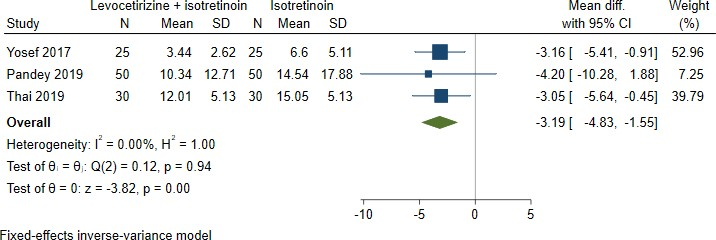 Levocetirizine + isotretinoin Isotretinoin Mean diff. Weight
Study N Mean SD N Mean SD with 95% CI (%)
Yosef 2017 25 3.44 2.62 25 6.6 5.11 -3.16 [ -5.41, -0.91] 52.96
Pandey 2019 50 10.34 12.71 50 14.54 17.88 -4.20 [ -10.28, 1.88] 7.25
Thai 2019 30 12.01 5.13 30 15.05 5.13 -3.05 [ -5.64, -0.45] 39.79
Overall -3.19 [ -4.83, -1.55]
Heterogeneity: I² = 0.00%, H² = 1.00
Test of θᵢ = θⱼ: Q(2) = 0.12, p = 0.94
Test of θ = 0: z = -3.82, p = 0.00
-10 -5 0 5
Fixed-effects inverse-variance model